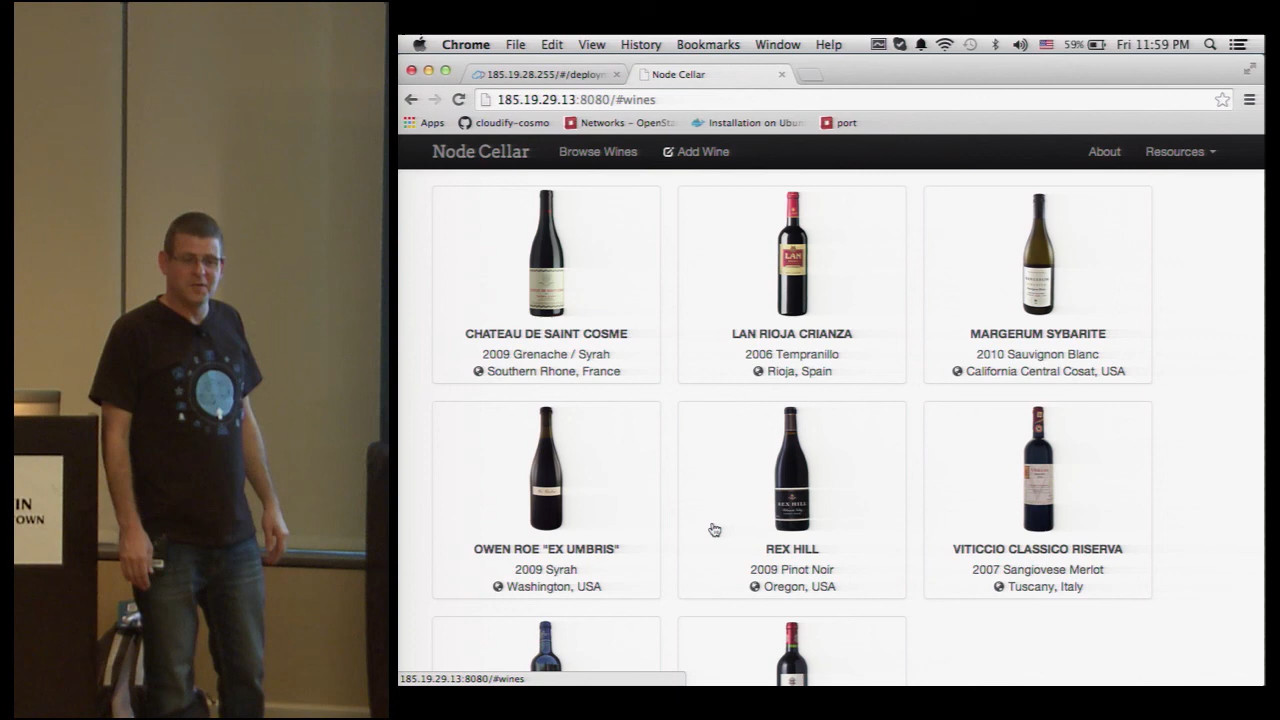 Chrome File Edit View History Bookmarks Window Help 59% Fri 11:59 PM
185.19.28.255/#/deploym Node Cellar
185.19.29.13:8080/#wines
Apps cloudify-cosmo Networks - OpenSta Installation on Ubun port
Node Cellar Browse Wines Add Wine About Resources
LAN
CHATEAU DE SAINT COSME
2009 Grenache / Syrah
Southern Rhone, France
LAN RIOJA CRIANZA
2006 Tempranillo
Rioja, Spain
MARGERUM SYBARITE
2010 Sauvignon Blanc
California Central Cosat, USA
REX HILL
OWEN ROE "EX UMBRIS"
2009 Syrah
Washington, USA
REX HILL
2009 Pinot Noir
Oregon, USA
VITICCIO CLASSICO RISERVA
2007 Sangiovese Merlot
Tuscany, Italy
185.19.29.13:8080/#wines
IN
OWN